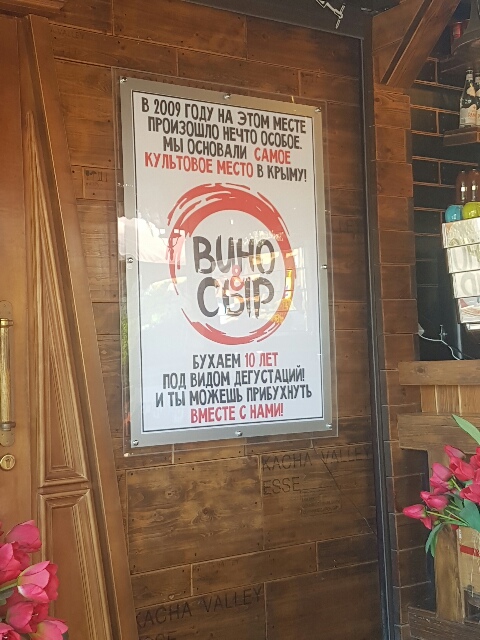 В 2009 ГОДУ НА ЭТОМ МЕСТЕ
ПРОИЗОШЛО НЕЧТО ОСОБОЕ.
МЫ ОСНОВАЛИ САМОЕ
КУЛЬТОВОЕ МЕСТО В КРЫМУ!
ВИНО
&
СЫР
БУХАЕМ 10 ЛЕТ
ПОД ВИДОМ ДЕГУСТАЦИЙ!
И ТЫ МОЖЕШЬ ПРИБУХНУТЬ
ВМЕСТЕ С НАМИ!
KACHA VALLEY
ESSE
KACHA VALLEY